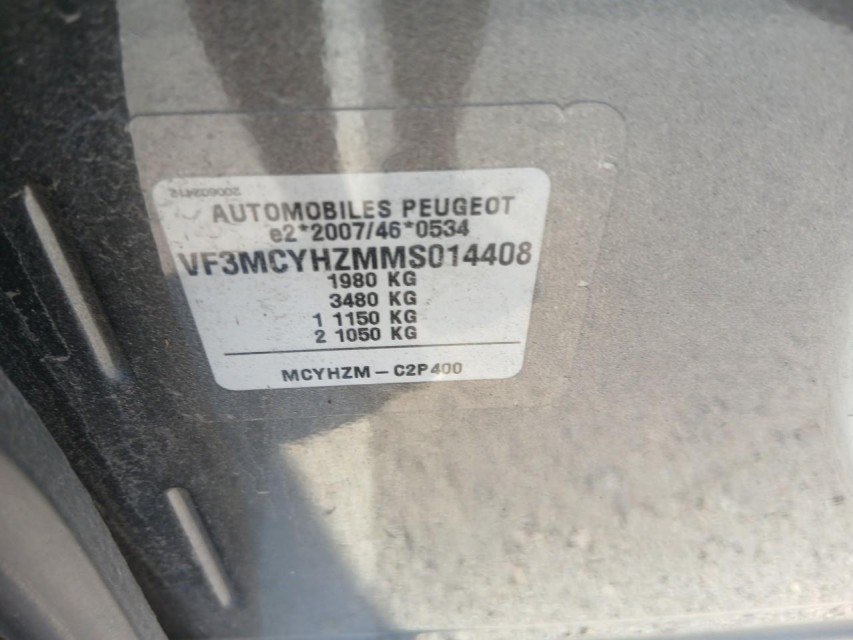 AUTOMOBILES PEUGEOT
e2*2007/46*0534
VF3MCYHZMMS014408
1980 KG
3480 KG
1 1150 KG
2 1050 KG
MCYHZM - C2P400